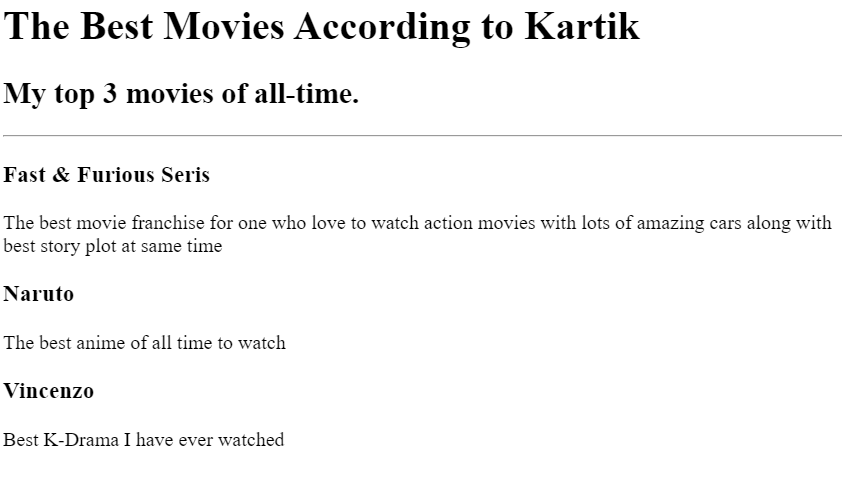 The Best Movies According to Kartik
My top 3 movies of all-time.
Fast & Furious Seris
The best movie franchise for one who love to watch action movies with lots of amazing cars along with
best story plot at same time
Naruto
The best anime of all time to watch
Vincenzo
Best K-Drama I have ever watched